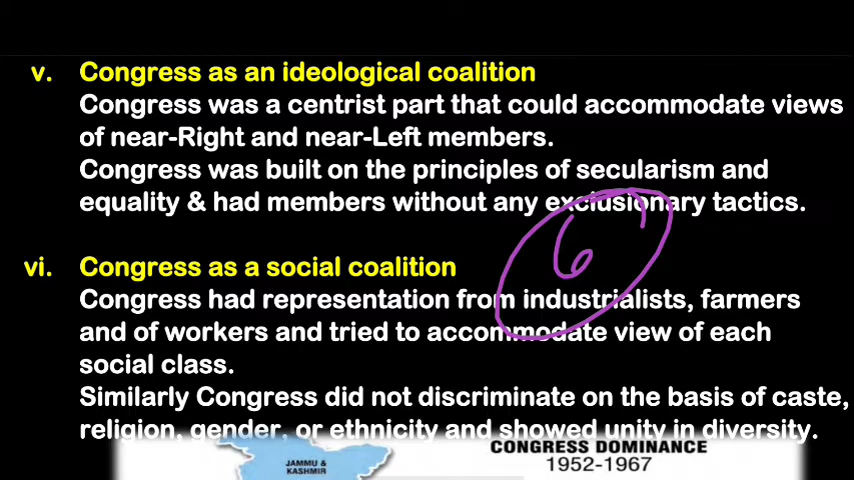 v. Congress as an ideological coalition
Congress was a centrist part that could accommodate views
of near-Right and near-Left members.
Congress was built on the principles of secularism and
equality & had members without any exclusionary tactics.
6
vi. Congress as a social coalition
Congress had representation from industrialists, farmers
and of workers and tried to accommodate view of each
social class.
Similarly Congress did not discriminate on the basis of caste,
religion, gender, or ethnicity and showed unity in diversity.
CONGRESS DOMINANCE
1952-1967
JAMMU &
KASHMIR